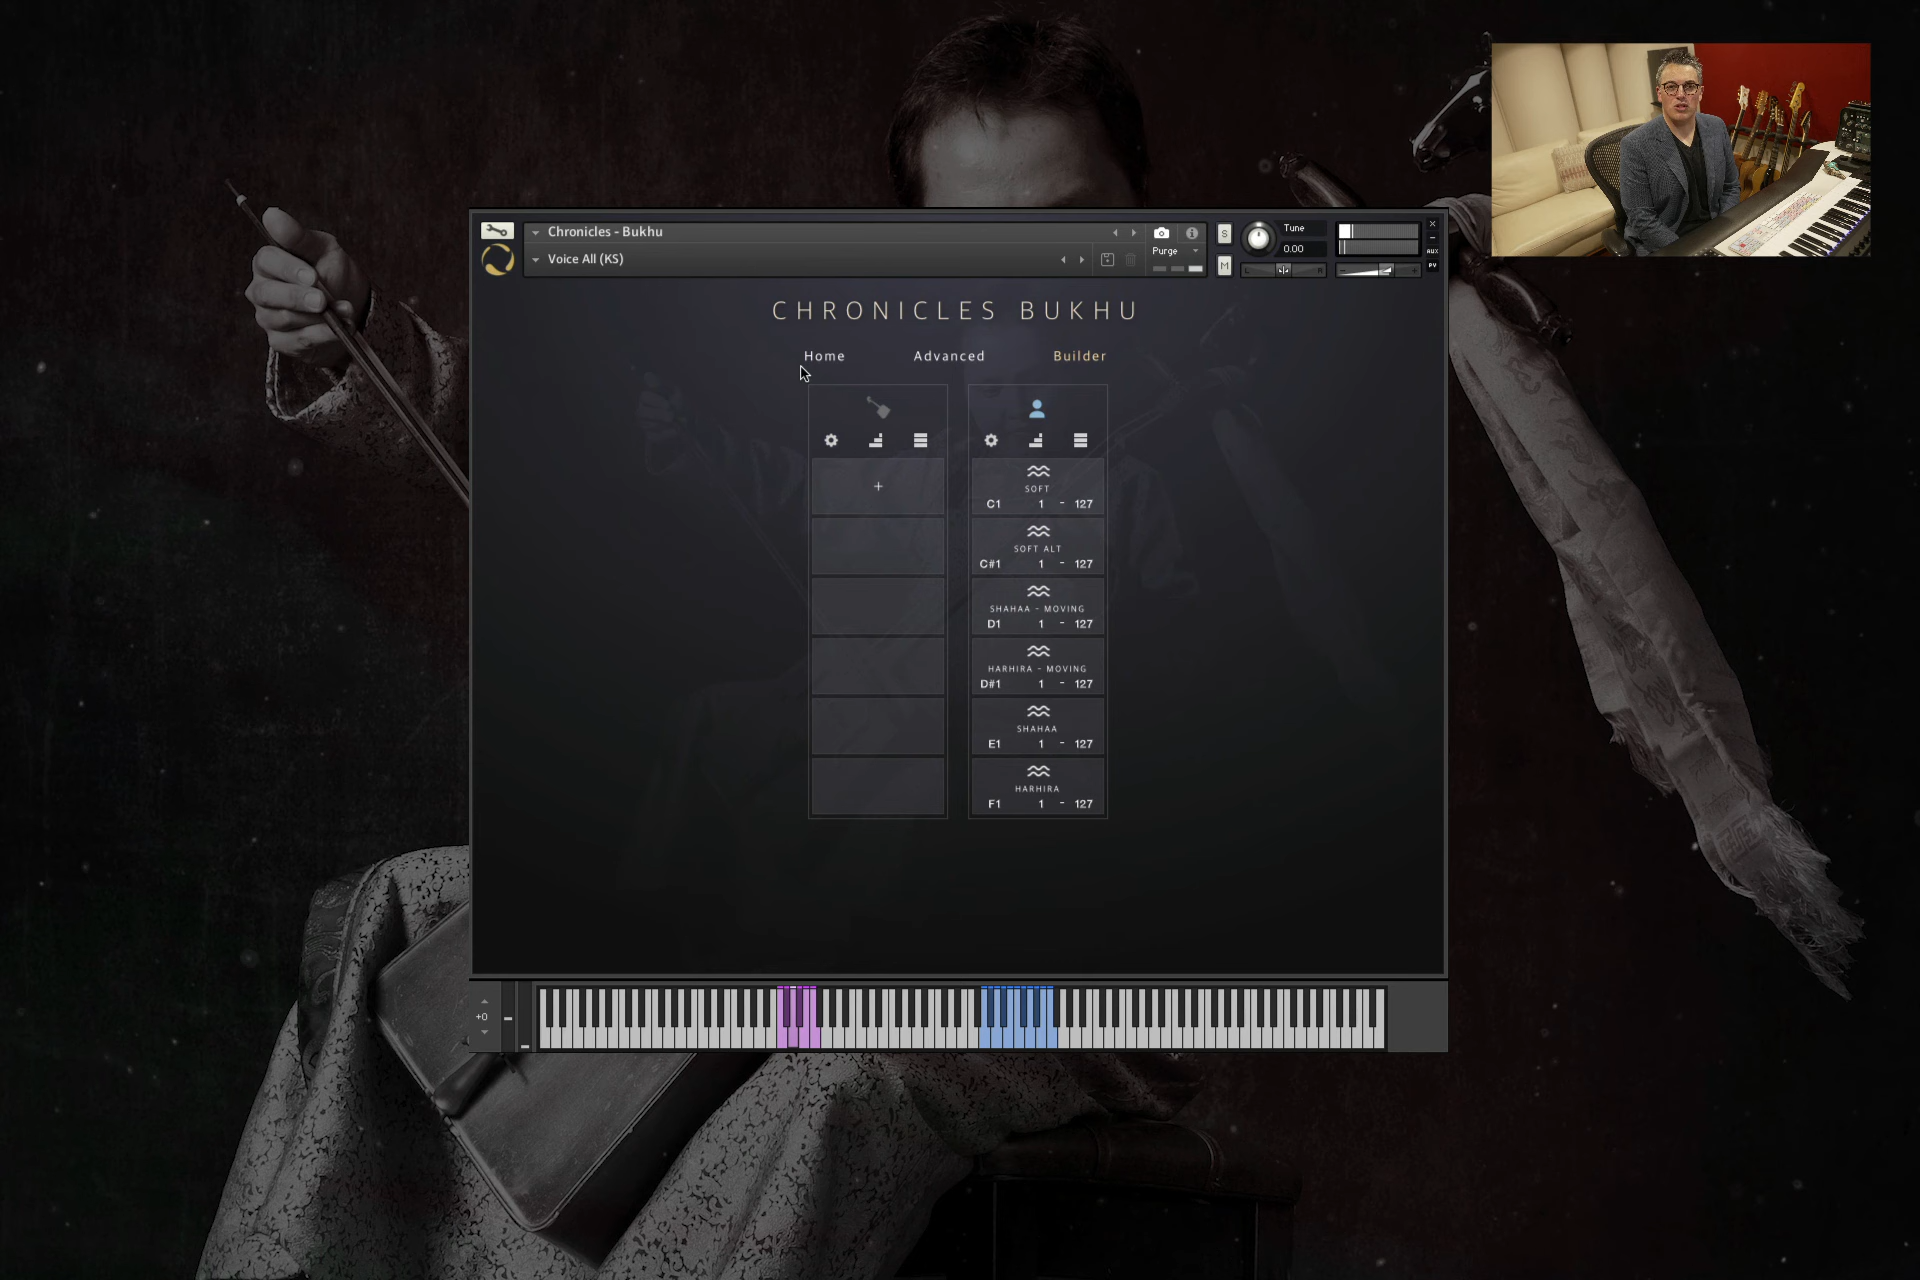 Chronicles - Bukhu
Voice All (KS)
Purge
S
M
Tune
0.00
L R
- +
AUX
PV
CHRONICLES BUKHU
Home Advanced Builder
+
SOFT
C1 1 - 127
SOFT ALT
C#1 1 - 127
SHAHAA - MOVING
D1 1 - 127
HARHIRA - MOVING
D#1 1 - 127
SHAHAA
E1 1 - 127
HARHIRA
F1 1 - 127
+0